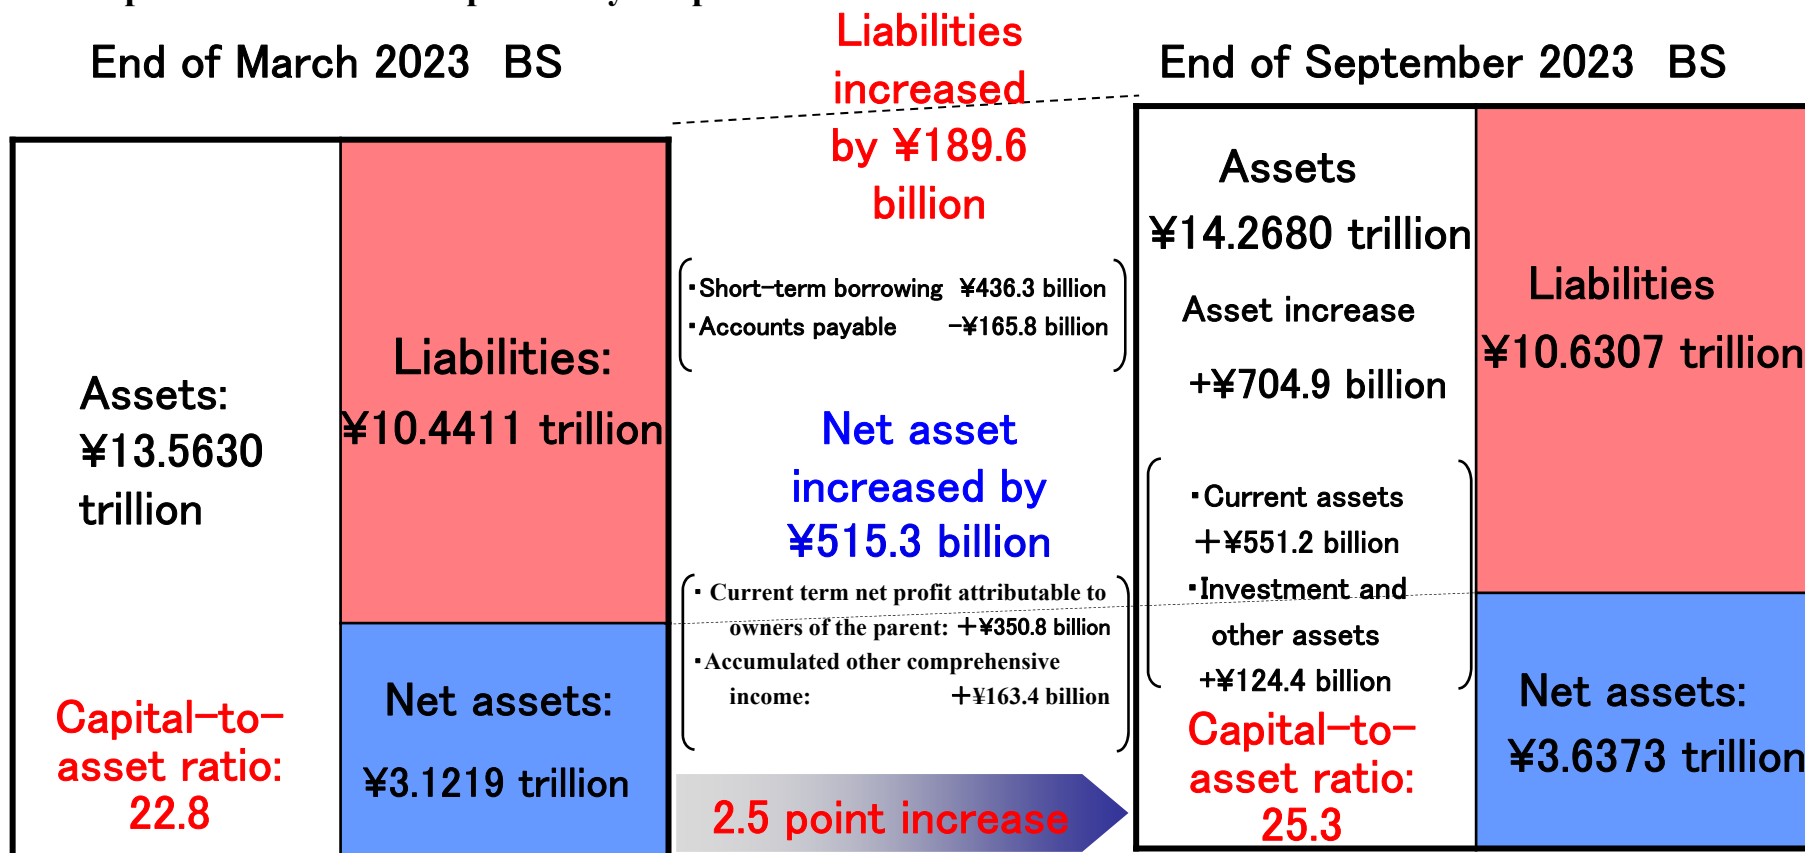 End of March 2023 BS
Assets:
¥13.5630
trillion
Capital-to-
asset ratio:
22.8
Liabilities:
¥10.4411 trillion
Net assets:
¥3.1219 trillion
Liabilities
increased
by ¥189.6
billion
・Short-term borrowing ¥436.3 billion
・Accounts payable -¥165.8 billion
Net asset
increased by
¥515.3 billion
・Current term net profit attributable to
owners of the parent: +¥350.8 billion
・Accumulated other comprehensive
income: +¥163.4 billion
2.5 point increase
End of September 2023 BS
Assets
¥14.2680 trillion
Asset increase
+¥704.9 billion
・Current assets
+¥551.2 billion
・Investment and
other assets
+¥124.4 billion
Capital-to-
asset ratio:
25.3
Liabilities
¥10.6307 trillion
Net assets:
¥3.6373 trillion